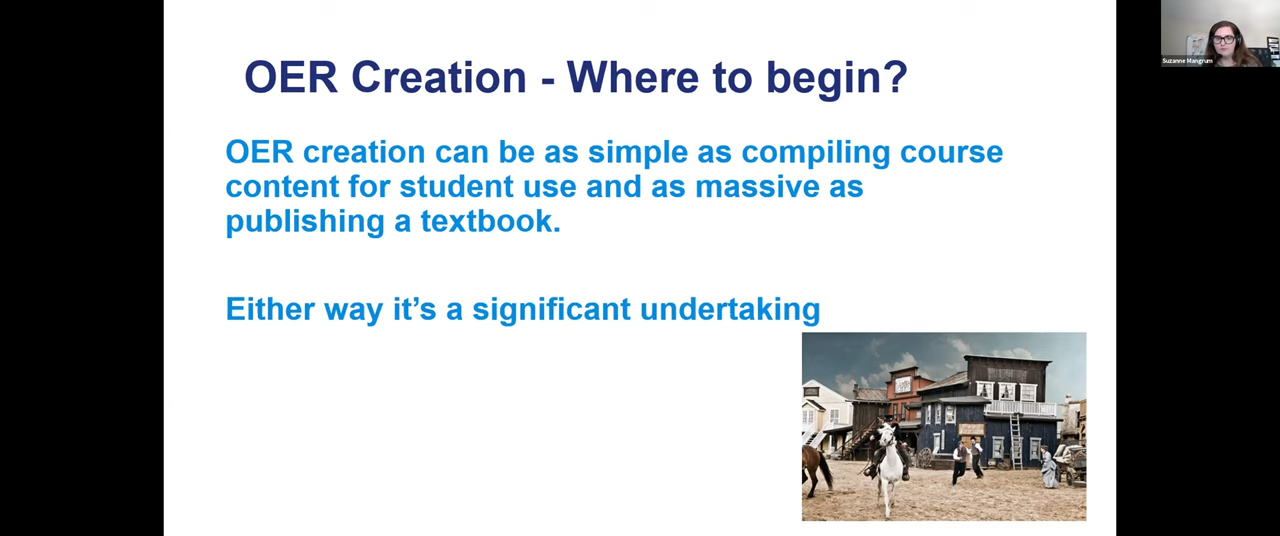 OER Creation - Where to begin?
OER creation can be as simple as compiling course
content for student use and as massive as
publishing a textbook.
Either way it’s a significant undertaking
Suzanne Mangrum